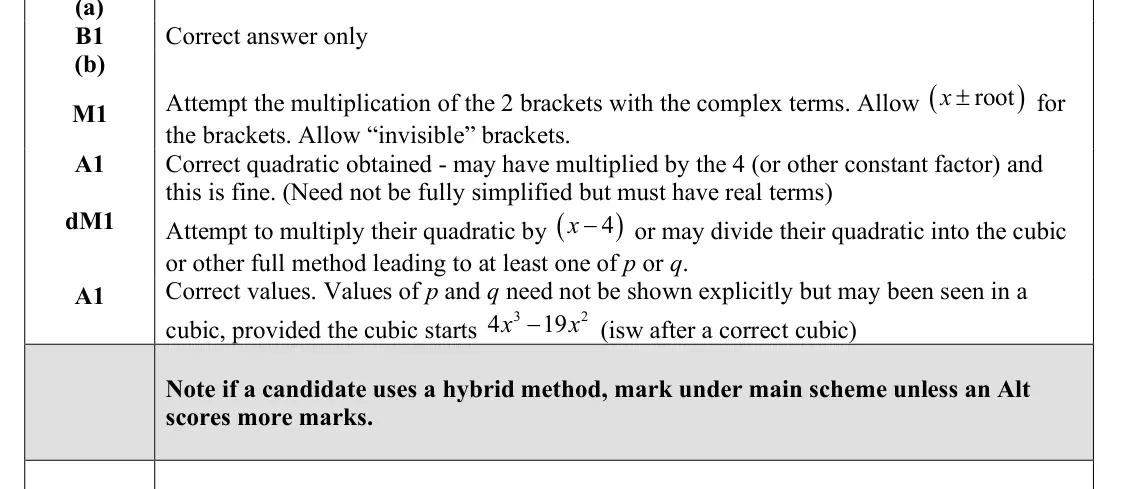 (a)
B1 Correct answer only
(b)
M1 Attempt the multiplication of the 2 brackets with the complex terms. Allow (x ± root) for
the brackets. Allow “invisible” brackets.
A1 Correct quadratic obtained - may have multiplied by the 4 (or other constant factor) and
this is fine. (Need not be fully simplified but must have real terms)
dM1 Attempt to multiply their quadratic by (x − 4) or may divide their quadratic into the cubic
or other full method leading to at least one of p or q.
A1 Correct values. Values of p and q need not be shown explicitly but may been seen in a
cubic, provided the cubic starts 4x³ − 19x² (isw after a correct cubic)
Note if a candidate uses a hybrid method, mark under main scheme unless an Alt
scores more marks.